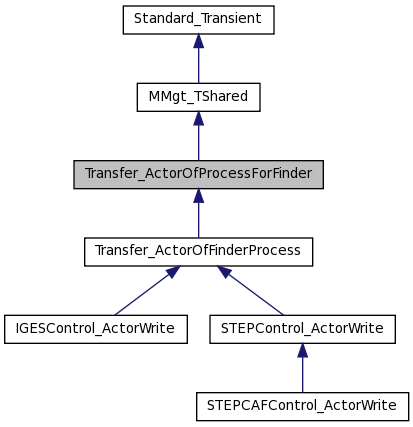 Standard_Transient
MMgt_TShared
Transfer_ActorOfProcessForFinder
Transfer_ActorOfFinderProcess
IGESControl_ActorWrite
STEPControl_ActorWrite
STEPCAFControl_ActorWrite